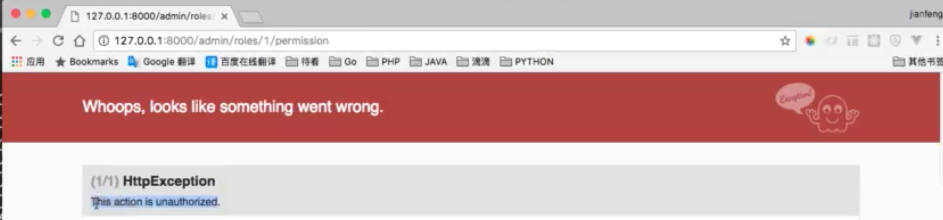 127.0.0.1:8000/admin/roles/
jianfeng
127.0.0.1:8000/admin/roles/1/permission
应用 Bookmarks Google 翻译 译 百度在线翻译 待看 Go PHP JAVA 滴滴 PYTHON 其他书签
Whoops, looks like something went wrong.
Exception!
(1/1) HttpException
This action is unauthorized.